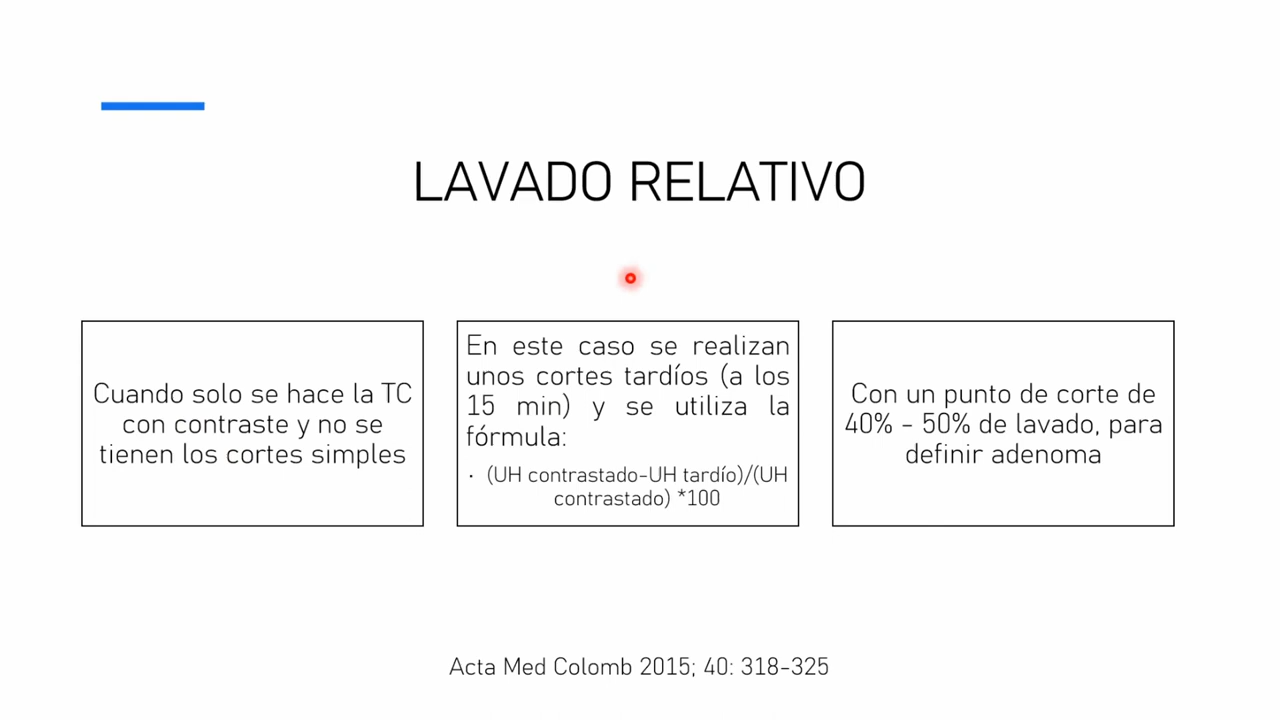 LAVADO RELATIVO
Cuando solo se hace la TC
con contraste y no se
tienen los cortes simples
En este caso se realizan
unos cortes tardíos (a los
15 min) y se utiliza la
fórmula:
· (UH contrastado-UH tardío)/(UH
contrastado) *100
Con un punto de corte de
40% - 50% de lavado, para
definir adenoma
Acta Med Colomb 2015; 40: 318-325